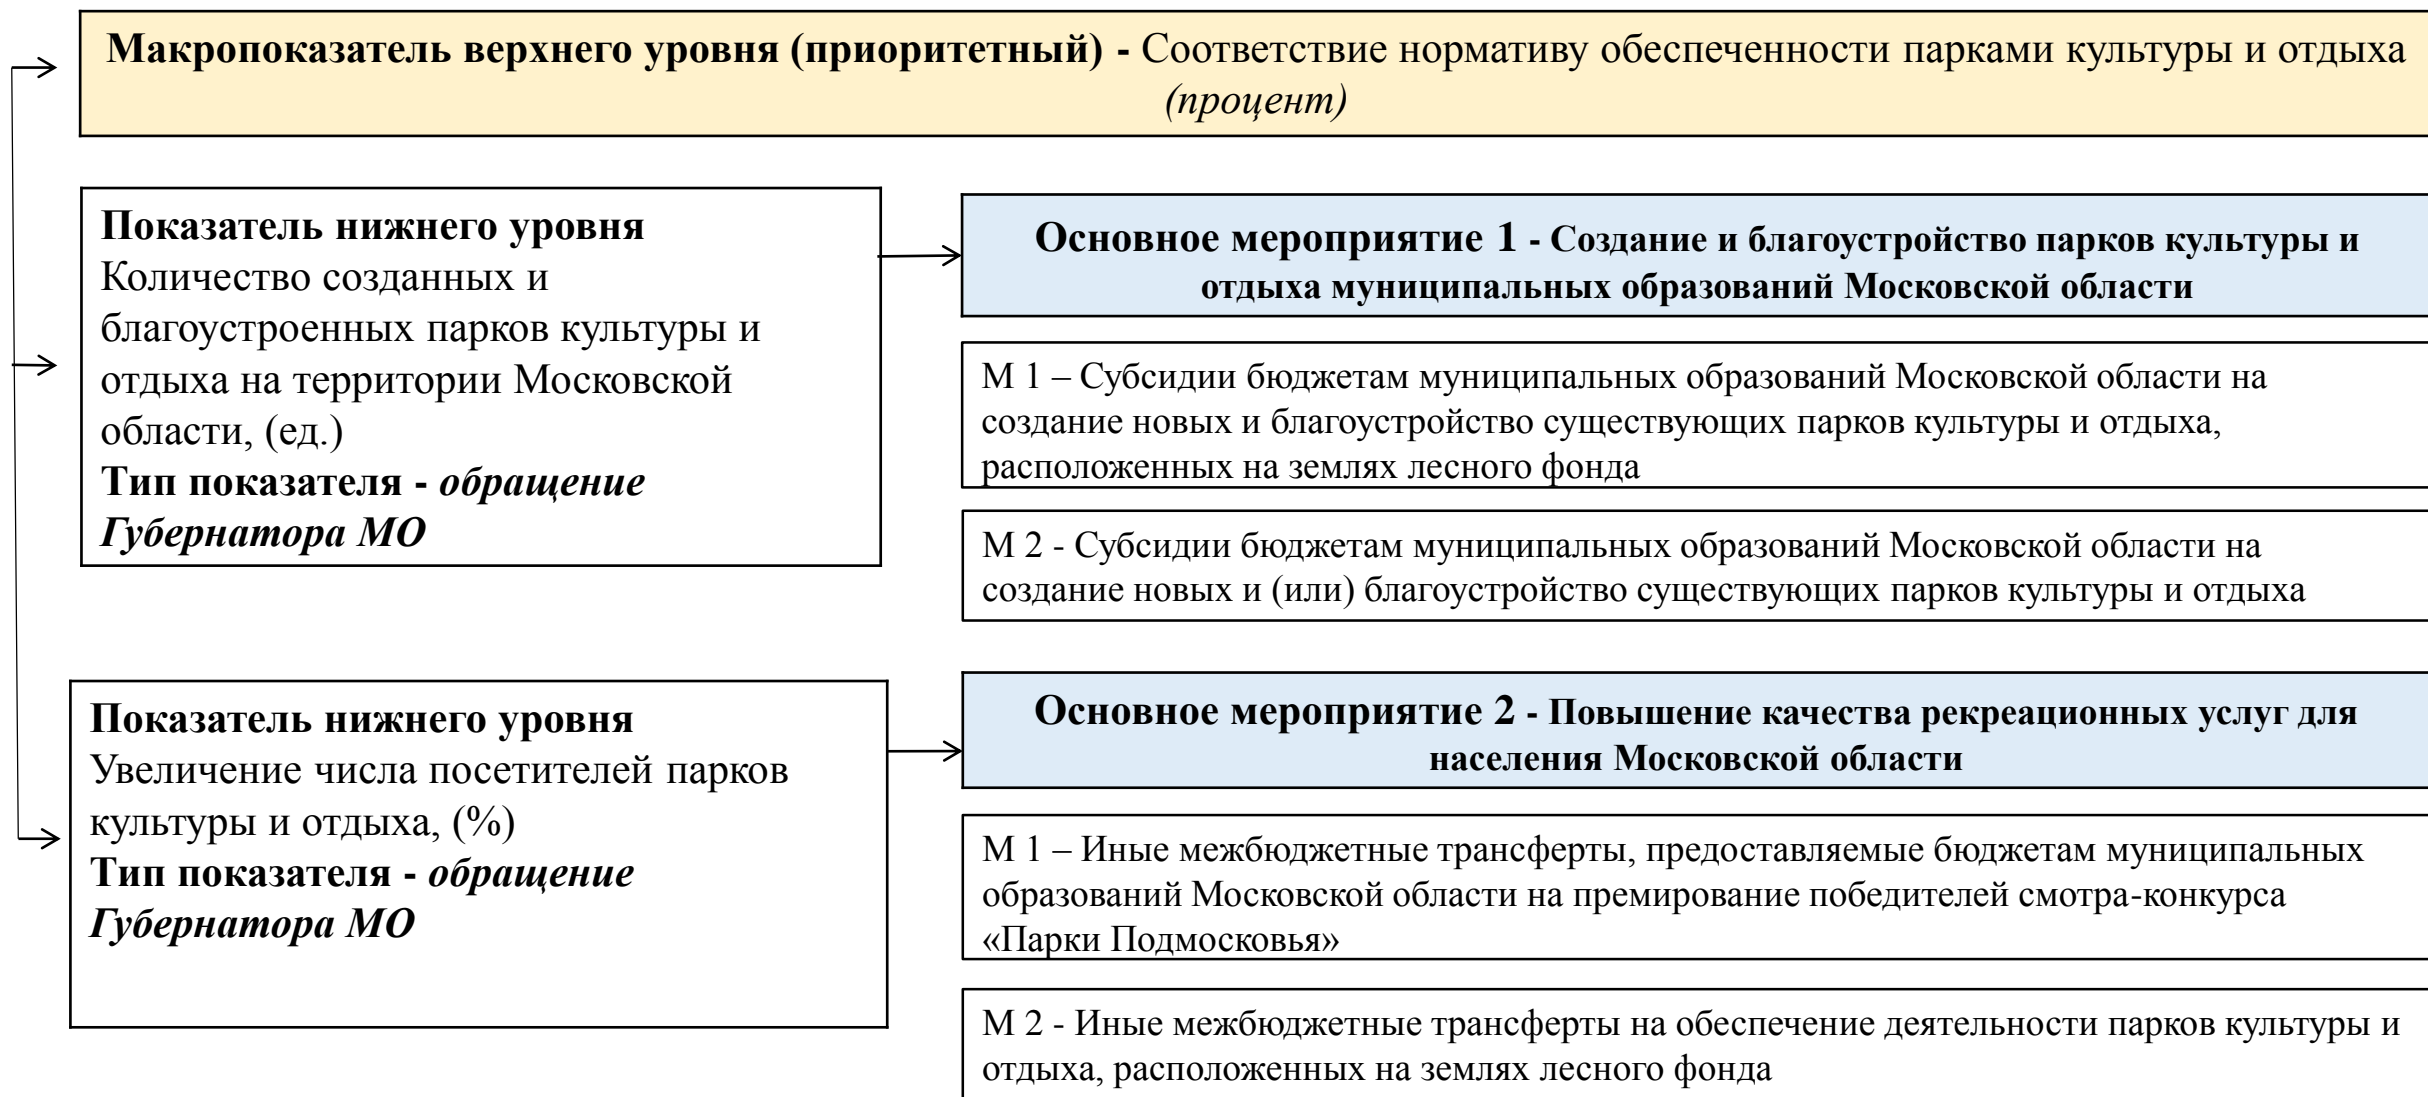 Макропоказатель верхнего уровня (приоритетный) - Соответствие нормативу обеспеченности парками культуры и отдыха
(процент)
Показатель нижнего уровня
Количество созданных и
благоустроенных парков культуры и
отдыха на территории Московской
области, (ед.)
Тип показателя - обращение
Губернатора МО
Основное мероприятие 1 - Создание и благоустройство парков культуры и
отдыха муниципальных образований Московской области
М 1 – Субсидии бюджетам муниципальных образований Московской области на
создание новых и благоустройство существующих парков культуры и отдыха,
расположенных на землях лесного фонда
М 2 - Субсидии бюджетам муниципальных образований Московской области на
создание новых и (или) благоустройство существующих парков культуры и отдыха
Показатель нижнего уровня
Увеличение числа посетителей парков
культуры и отдыха, (%)
Тип показателя - обращение
Губернатора МО
Основное мероприятие 2 - Повышение качества рекреационных услуг для
населения Московской области
М 1 – Иные межбюджетные трансферты, предоставляемые бюджетам муниципальных
образований Московской области на премирование победителей смотра-конкурса
«Парки Подмосковья»
М 2 - Иные межбюджетные трансферты на обеспечение деятельности парков культуры и
отдыха, расположенных на землях лесного фонда